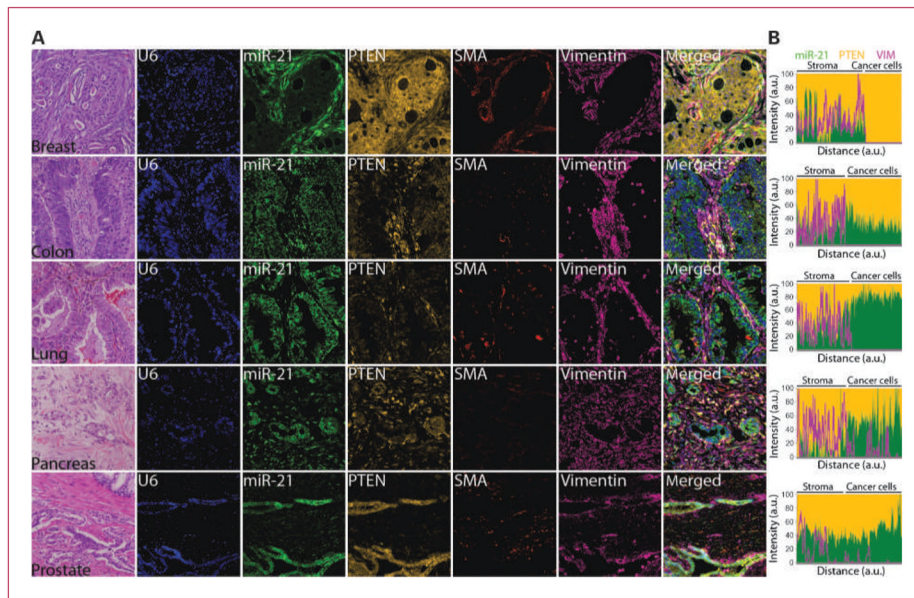 A
B
U6 miR-21 PTEN SMA Vimentin Merged
Breast
miR-21 PTEN VIM
Stroma Cancer cells
Intensity (a.u.)
100
80
60
40
20
0
Distance (a.u.)
U6 miR-21 PTEN SMA Vimentin Merged
Colon
Stroma Cancer cells
Intensity (a.u.)
100
80
60
40
20
0
Distance (a.u.)
U6 miR-21 PTEN SMA Vimentin Merged
Lung
Stroma Cancer cells
Intensity (a.u.)
100
80
60
40
20
0
Distance (a.u.)
U6 miR-21 PTEN SMA Vimentin Merged
Pancreas
Stroma Cancer cells
Intensity (a.u.)
100
80
60
40
20
0
Distance (a.u.)
U6 miR-21 PTEN SMA Vimentin Merged
Prostate
Stroma Cancer cells
Intensity (a.u.)
100
80
60
40
20
0
Distance (a.u.)